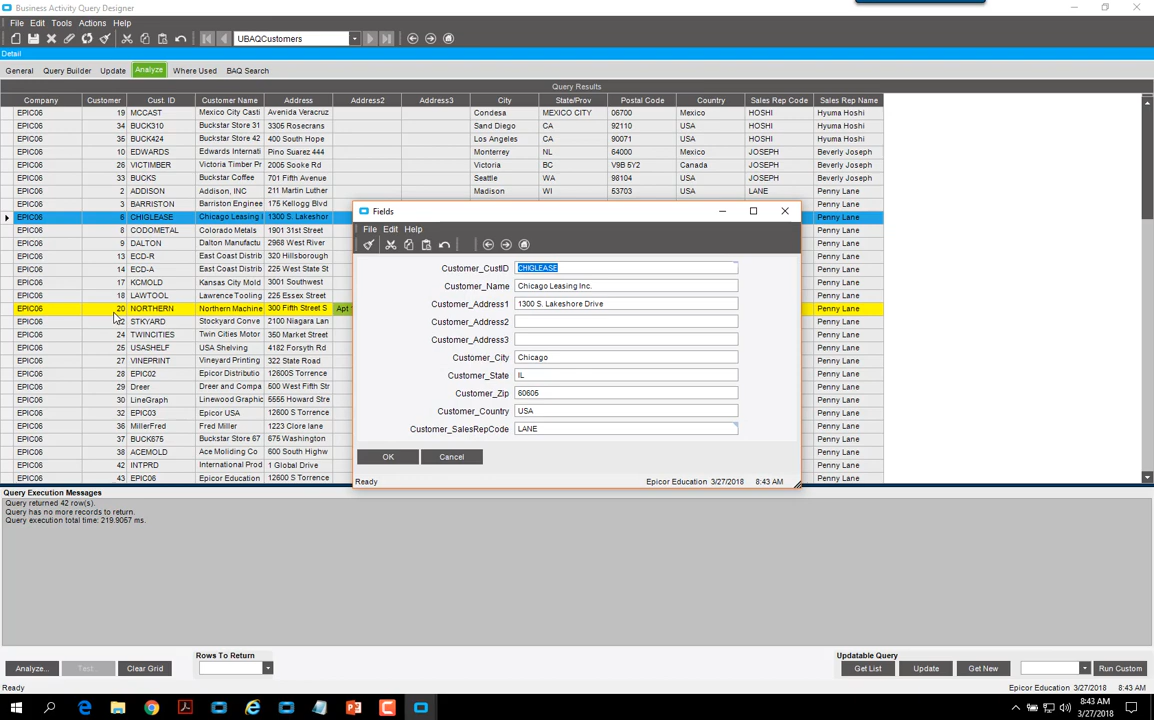 Business Activity Query Designer
File Edit Tools Actions Help
UBAQCustomers
Detail
General Query Builder Update Analyze Where Used BAQ Search
Query Results
Company Customer Cust. ID Customer Name Address Address2 Address3 City State/Prov Postal Code Country Sales Rep Code Sales Rep Name
EPIC06 19 MCCAST Mexico City Casti Avenida Veracruz Condesa MEXICO CITY 06700 Mexico HOSHI Hyuma Hoshi
EPIC06 34 BUCK310 Buckstar Store 31 3305 Rosecrans Sand Diego CA 92110 USA HOSHI Hyuma Hoshi
EPIC06 35 BUCK424 Buckstar Store 42 400 South Hope Los Angeles CA 90071 USA HOSHI Hyuma Hoshi
EPIC06 10 EDWARDS Edwards Internati Pino Suarez 444 Monterrey NL 64000 Mexico JOSEPH Beverly Joseph
EPIC06 26 VICTIMBER Victoria Timber Pr 2005 Sooke Rd Victoria BC V9B 5Y2 Canada JOSEPH Beverly Joseph
EPIC06 33 BUCKS Buckstar Store 701 Fifth Avenue Seattle WA 98104 USA JOSEPH Beverly Joseph
EPIC06 2 ADDISON Addison, INC 211 Martin Luther Madison WI 53703 USA LANE Penny Lane
EPIC06 3 BARRISTON Barriston Enginee 175 Kellogg Blvd Penny Lane
EPIC06 6 CHIGLEASE Chicago Leasing I 1300 S. Lakeshor Penny Lane
EPIC06 8 CODOMETAL Colorado Metals 1901 31st Street Penny Lane
EPIC06 9 DALTON Dalton Manufactu 2968 West River Penny Lane
EPIC06 12 ECD-R East Coast Distrib 320 Hillsborough Penny Lane
EPIC06 13 ECD-A East Coast Distrib 225 West State St Penny Lane
EPIC06 17 KCMOLD Kansas City Mold 3001 Southwest Penny Lane
EPIC06 18 LAWTOOL Lawrence Tooling 225 Essex Street Penny Lane
EPIC06 20 NORTHERN Northern Machine 300 Fifth Street S Apt Penny Lane
EPIC06 22 STKYARD Stockyard Conve 2100 Niagara Lan Penny Lane
EPIC06 24 TWINCITIES Twin Cities Motor 350 Market Street Penny Lane
EPIC06 25 USASHELF USA Shelving 4182 Forsyth Rd Penny Lane
EPIC06 27 VINEPRINT Vineyard Printing 322 State Road Penny Lane
EPIC06 28 EPIC02 Epicor Distributio 12600S Torrence Penny Lane
EPIC06 29 Dreer Dreer and Compa 500 West Fifth Str Penny Lane
EPIC06 30 LineGraph Linewood Graphic 5555 Howard Stre Penny Lane
EPIC06 32 EPIC03 Epicor USA 12600 S Torrence Penny Lane
EPIC06 36 MillerFred Fred Miller 1223 Clore lane Penny Lane
EPIC06 37 BUCK675 Buckstar Store 67 675 Washington Penny Lane
EPIC06 38 ACEMOLD Ace Moliding Co 600 South Highw Penny Lane
EPIC06 42 INTPRD International Prod 1 Global Drive Penny Lane
EPIC06 43 EPIC06 Epicor Education 12600 S Torrence Penny Lane
Fields
File Edit Help
Customer_CustID CHIGLEASE
Customer_Name Chicago Leasing Inc.
Customer_Address1 1300 S. Lakeshore Drive
Customer_Address2
Customer_Address3
Customer_City Chicago
Customer_State IL
Customer_Zip 60605
Customer_Country USA
Customer_SalesRepCode LANE
OK Cancel
Ready Epicor Education 3/27/2018 8:43 AM
Query Execution Messages
Query returned 42 row(s).
Query has no more records to return.
Query execution total time: 219.9057 ms.
Rows To Return Updatable Query
Analyze... Test... Clear Grid Get List Update Get New Run Custom
Ready Epicor Education 3/27/2018 8:43 AM
8:43 AM
3/27/2018